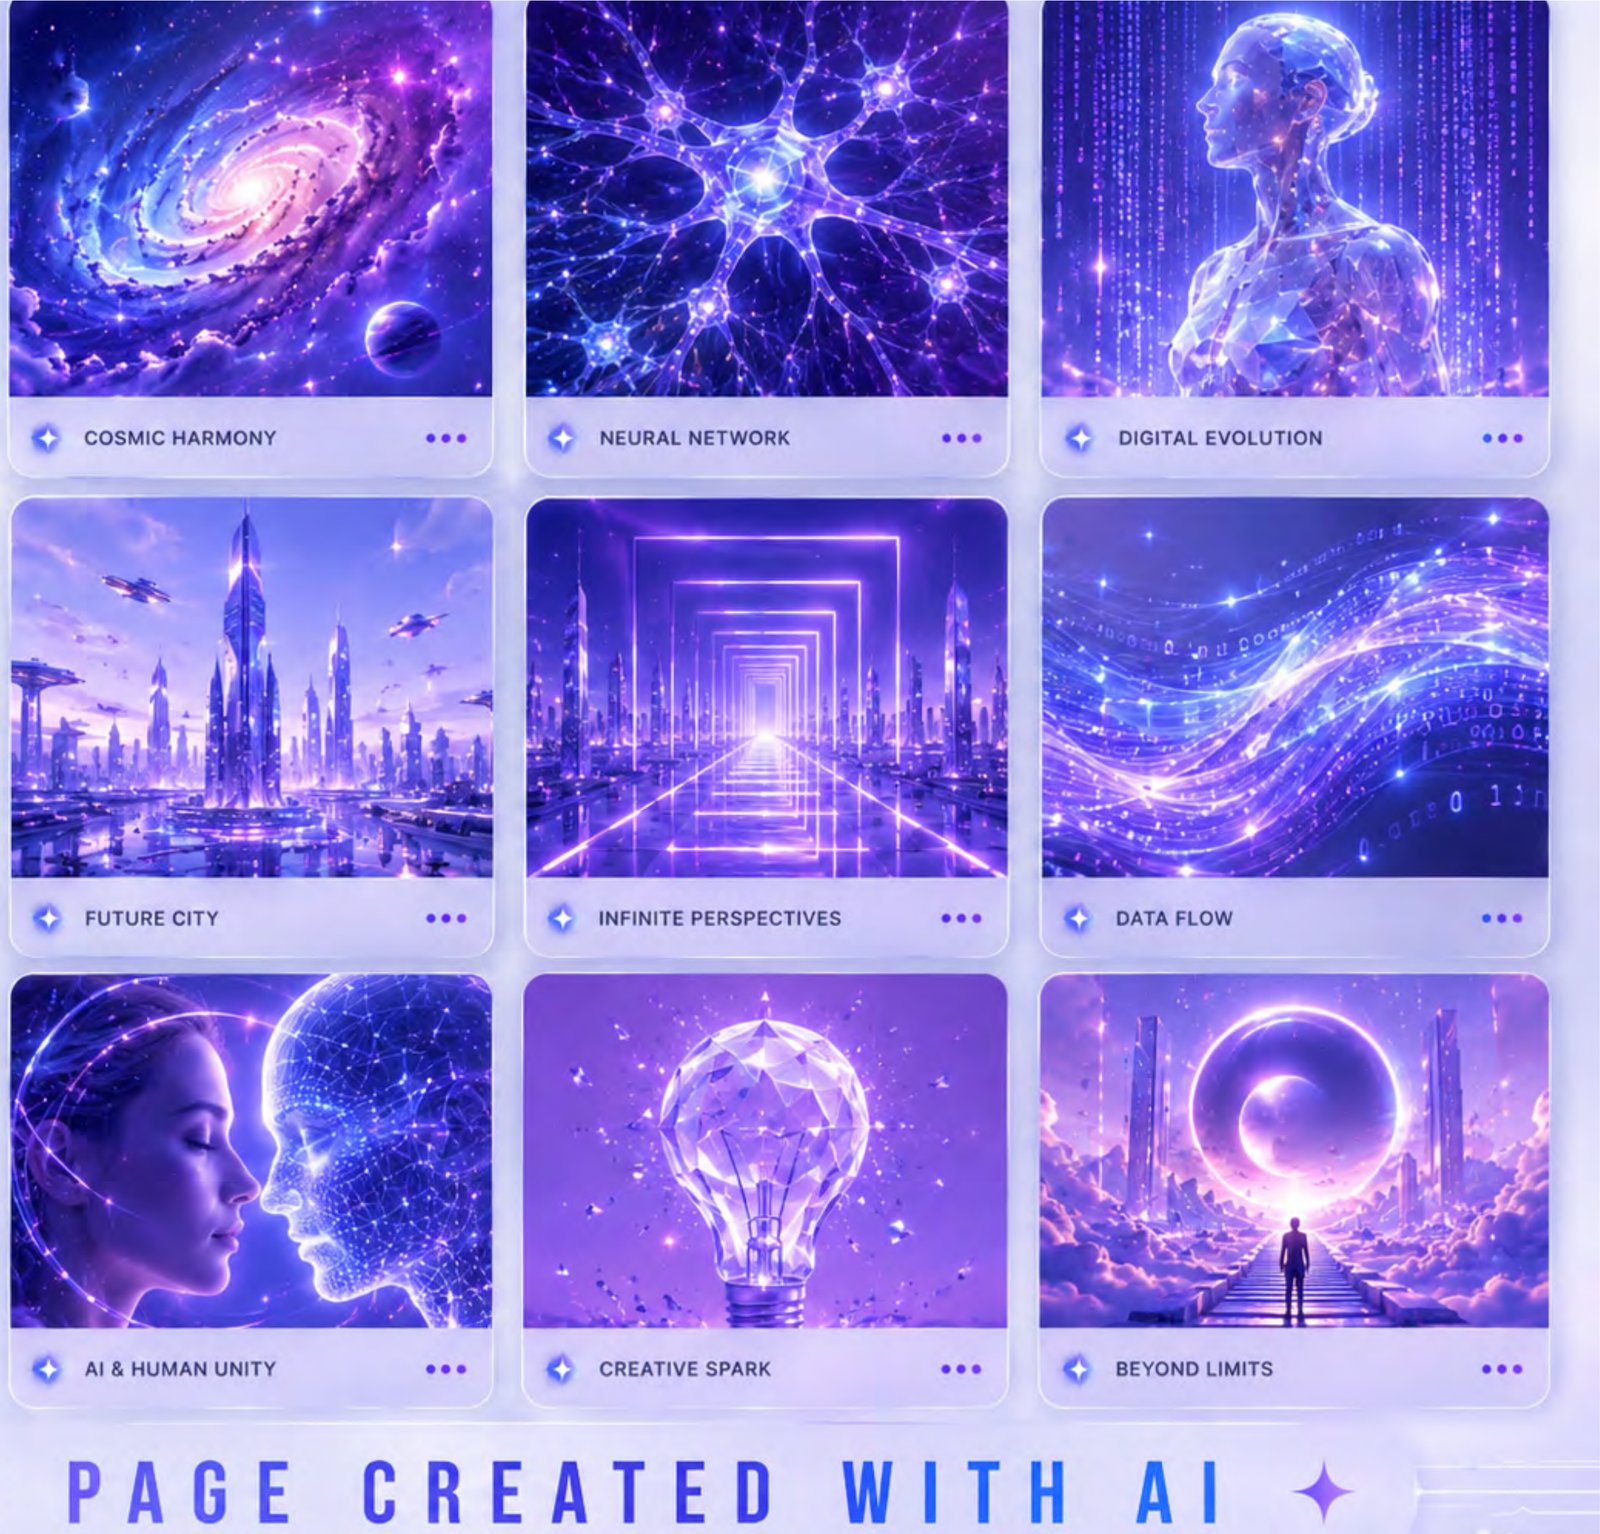 COSMIC HARMONY
NEURAL NETWORK
DIGITAL EVOLUTION
FUTURE CITY
INFINITE PERSPECTIVES
DATA FLOW
AI & HUMAN UNITY
CREATIVE SPARK
BEYOND LIMITS
PAGE CREATED WITH AI